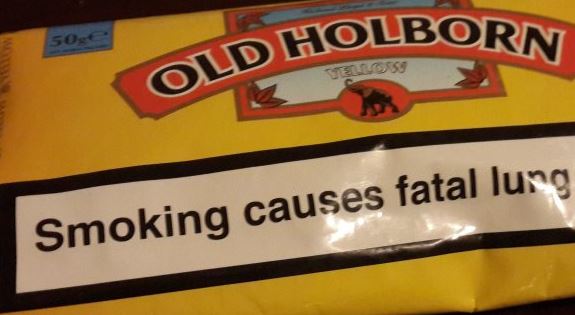 50g℮
OLD HOLBORN
YELLOW
Smoking causes fatal lung